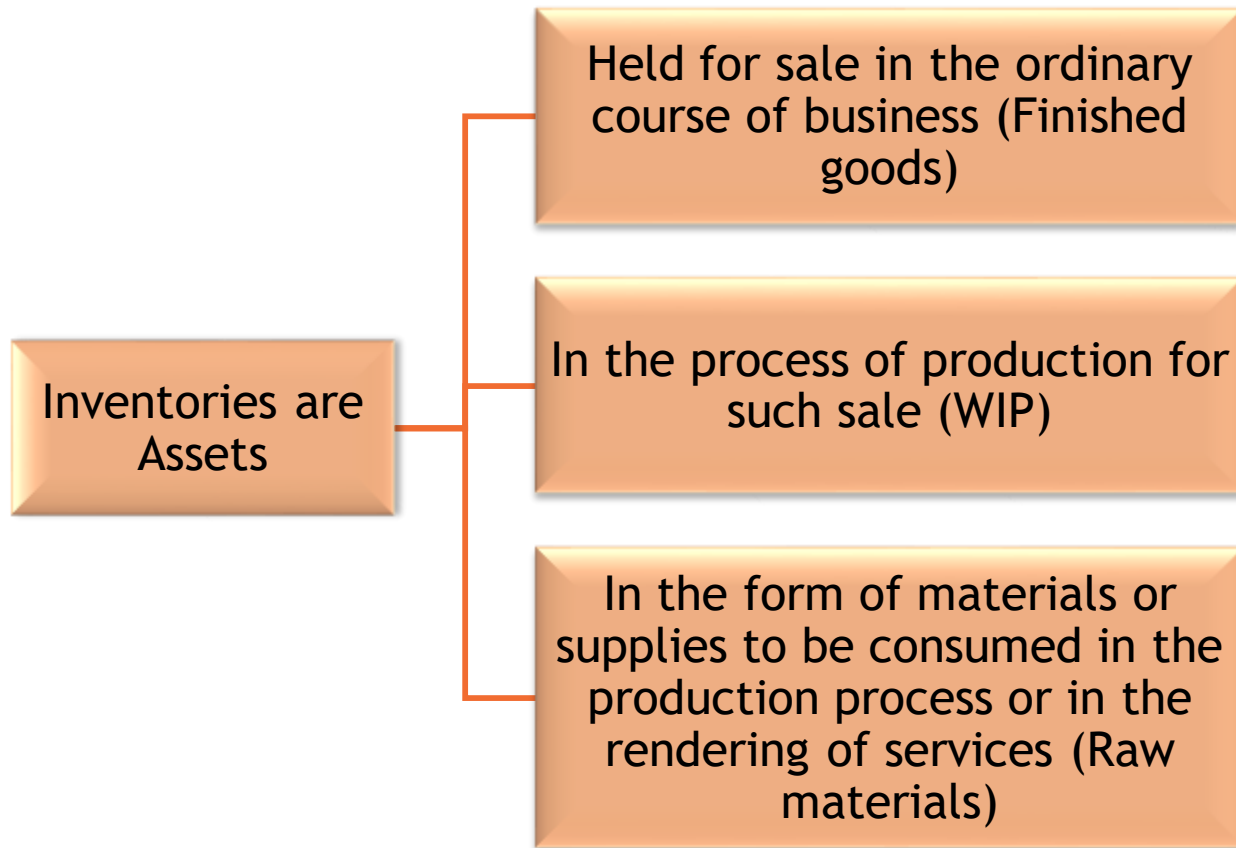 Held for sale in the ordinary
course of business (Finished
goods)
Inventories are
Assets
In the process of production for
such sale (WIP)
In the form of materials or
supplies to be consumed in the
production process or in the
rendering of services (Raw
materials)